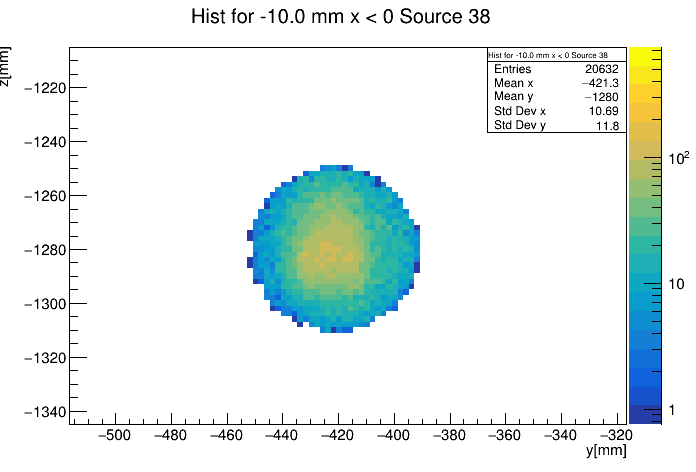 Hist for -10.0 mm x < 0 Source 38
z[mm]
Hist for -10.0 mm x < 0 Source 38
Entries 20632
Mean x −421.3
Mean y −1280
Std Dev x 10.69
Std Dev y 11.8
−1220
−1240
−1260
−1280
−1300
−1320
−1340
−500 −480 −460 −440 −420 −400 −380 −360 −340 −320
y[mm]
10²
10
1